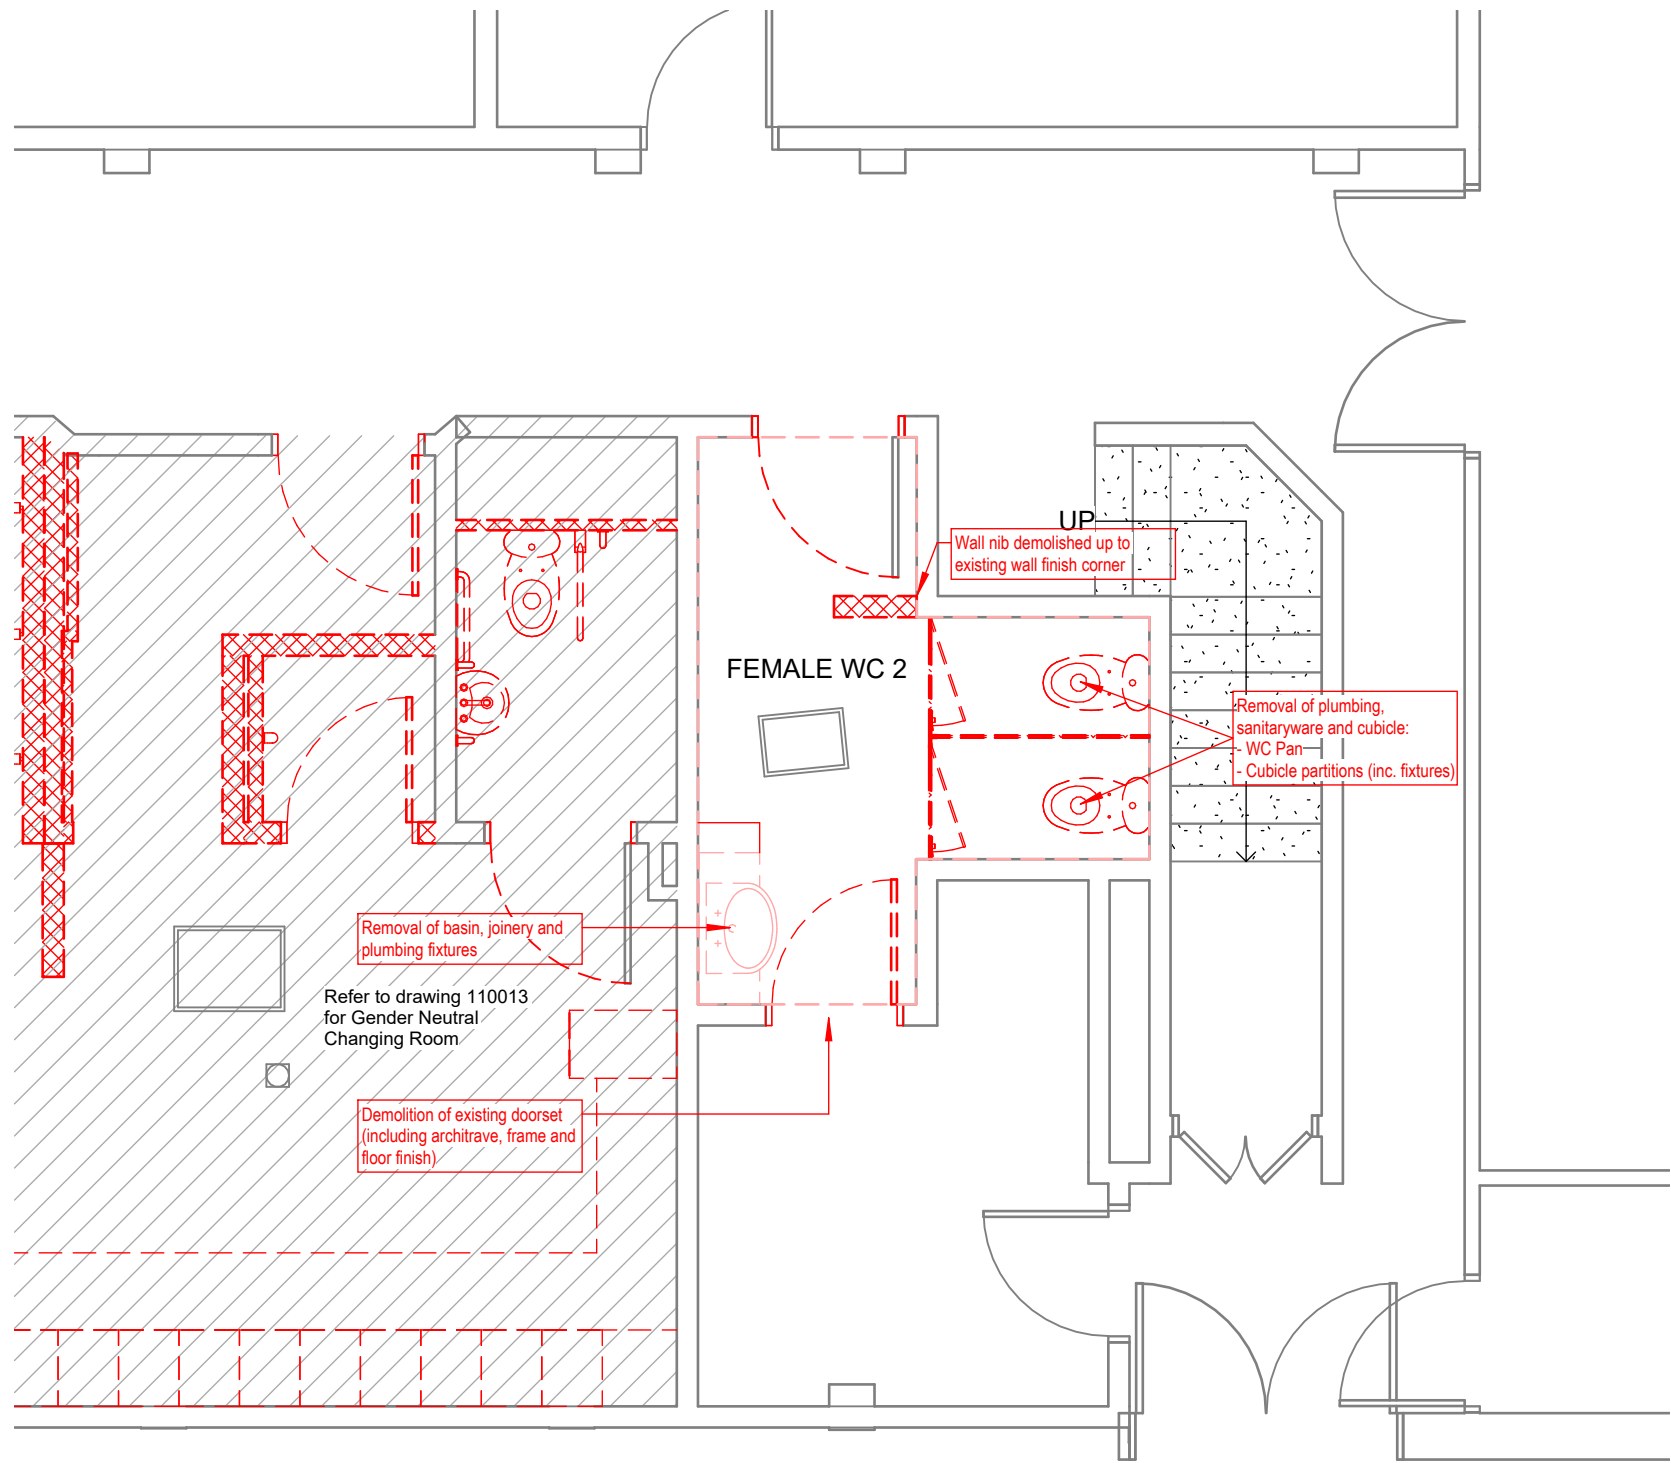 UP
Wall nib demolished up to
existing wall finish corner
FEMALE WC 2
Removal of plumbing,
sanitaryware and cubicle:
- WC Pan
- Cubicle partitions (inc. fixtures)
Removal of basin, joinery and
plumbing fixtures
Refer to drawing 110013
for Gender Neutral
Changing Room
Demolition of existing doorset
(including architrave, frame and
floor finish)